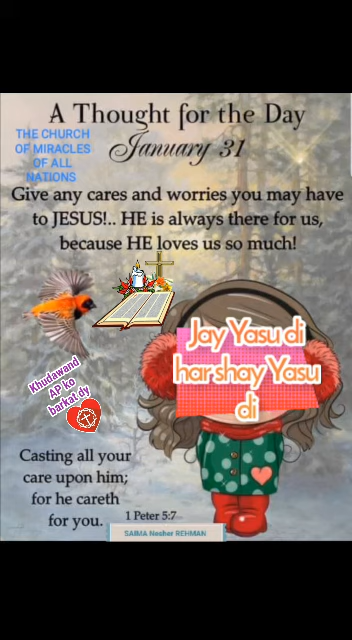 A Thought for the Day
January 31
THE CHURCH
OF MIRACLES
OF ALL
NATIONS
Give any cares and worries you may have
to JESUS!.. HE is always there for us,
because HE loves us so much!
Jay Yasu di
har shay Yasu
di
Khudawand
AP ko
barkat dy
Casting all your
care upon him;
for he careth
for you.
1 Peter 5:7
SAIMA Nosher REHMAN